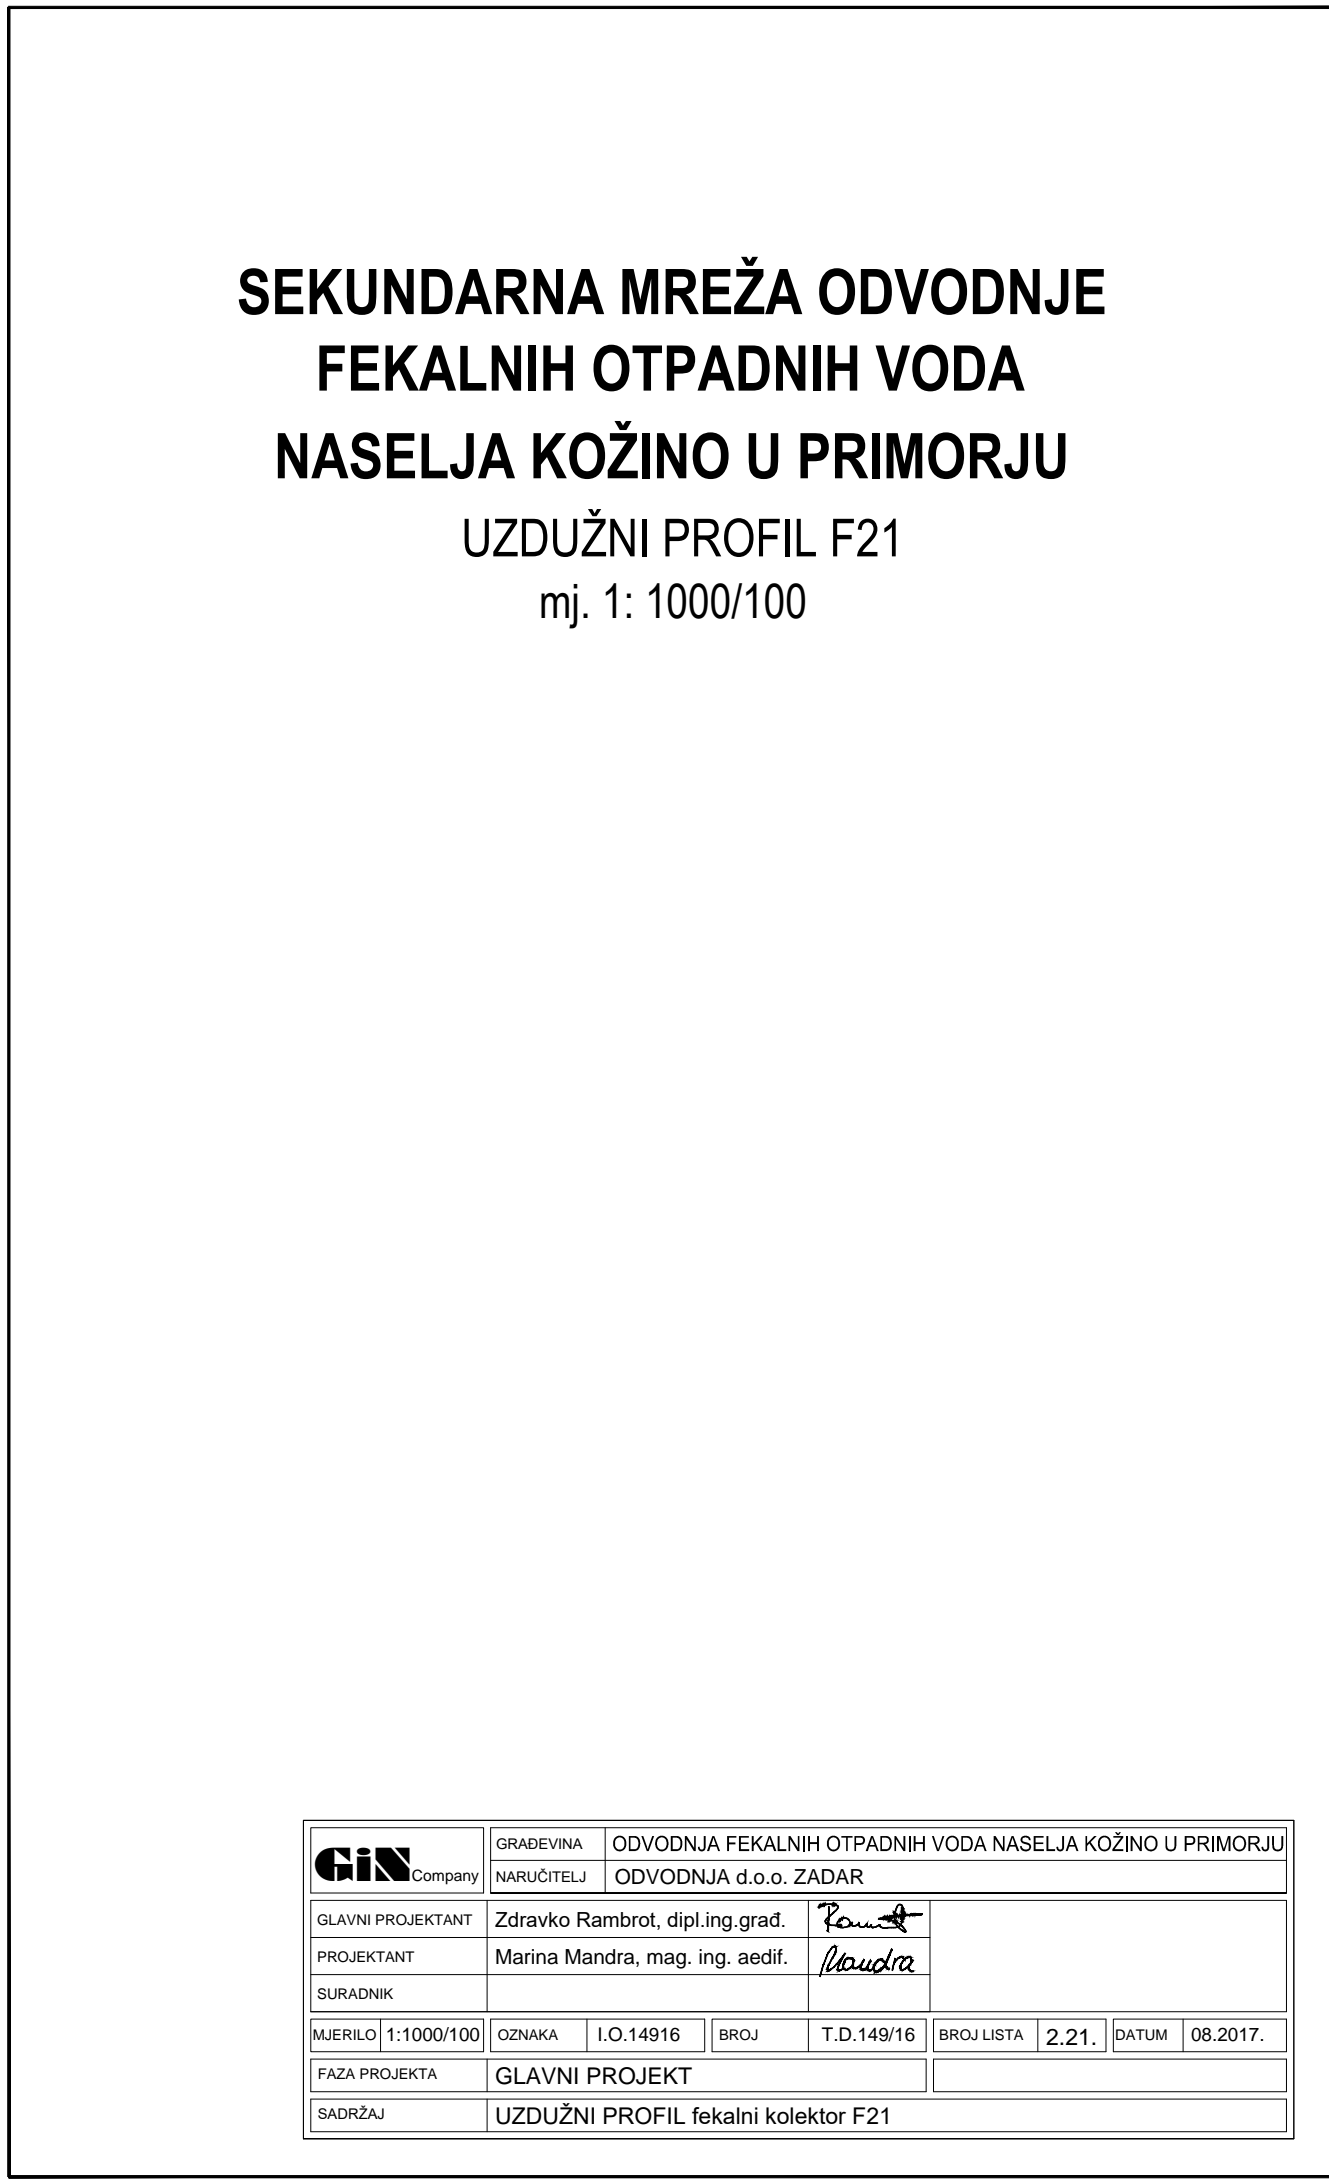 SEKUNDARNA MREŽA ODVODNJE
FEKALNIH OTPADNIH VODA
NASELJA KOŽINO U PRIMORJU
UZDUŽNI PROFIL F21
mj. 1: 1000/100
GiN Company
GRAĐEVINA ODVODNJA FEKALNIH OTPADNIH VODA NASELJA KOŽINO U PRIMORJU
NARUČITELJ ODVODNJA d.o.o. ZADAR
GLAVNI PROJEKTANT Zdravko Rambrot, dipl.ing.građ.
PROJEKTANT Marina Mandra, mag. ing. aedif. Mandra
SURADNIK
MJERILO 1:1000/100 OZNAKA I.O.14916 BROJ T.D.149/16 BROJ LISTA 2.21. DATUM 08.2017.
FAZA PROJEKTA GLAVNI PROJEKT
SADRŽAJ UZDUŽNI PROFIL fekalni kolektor F21